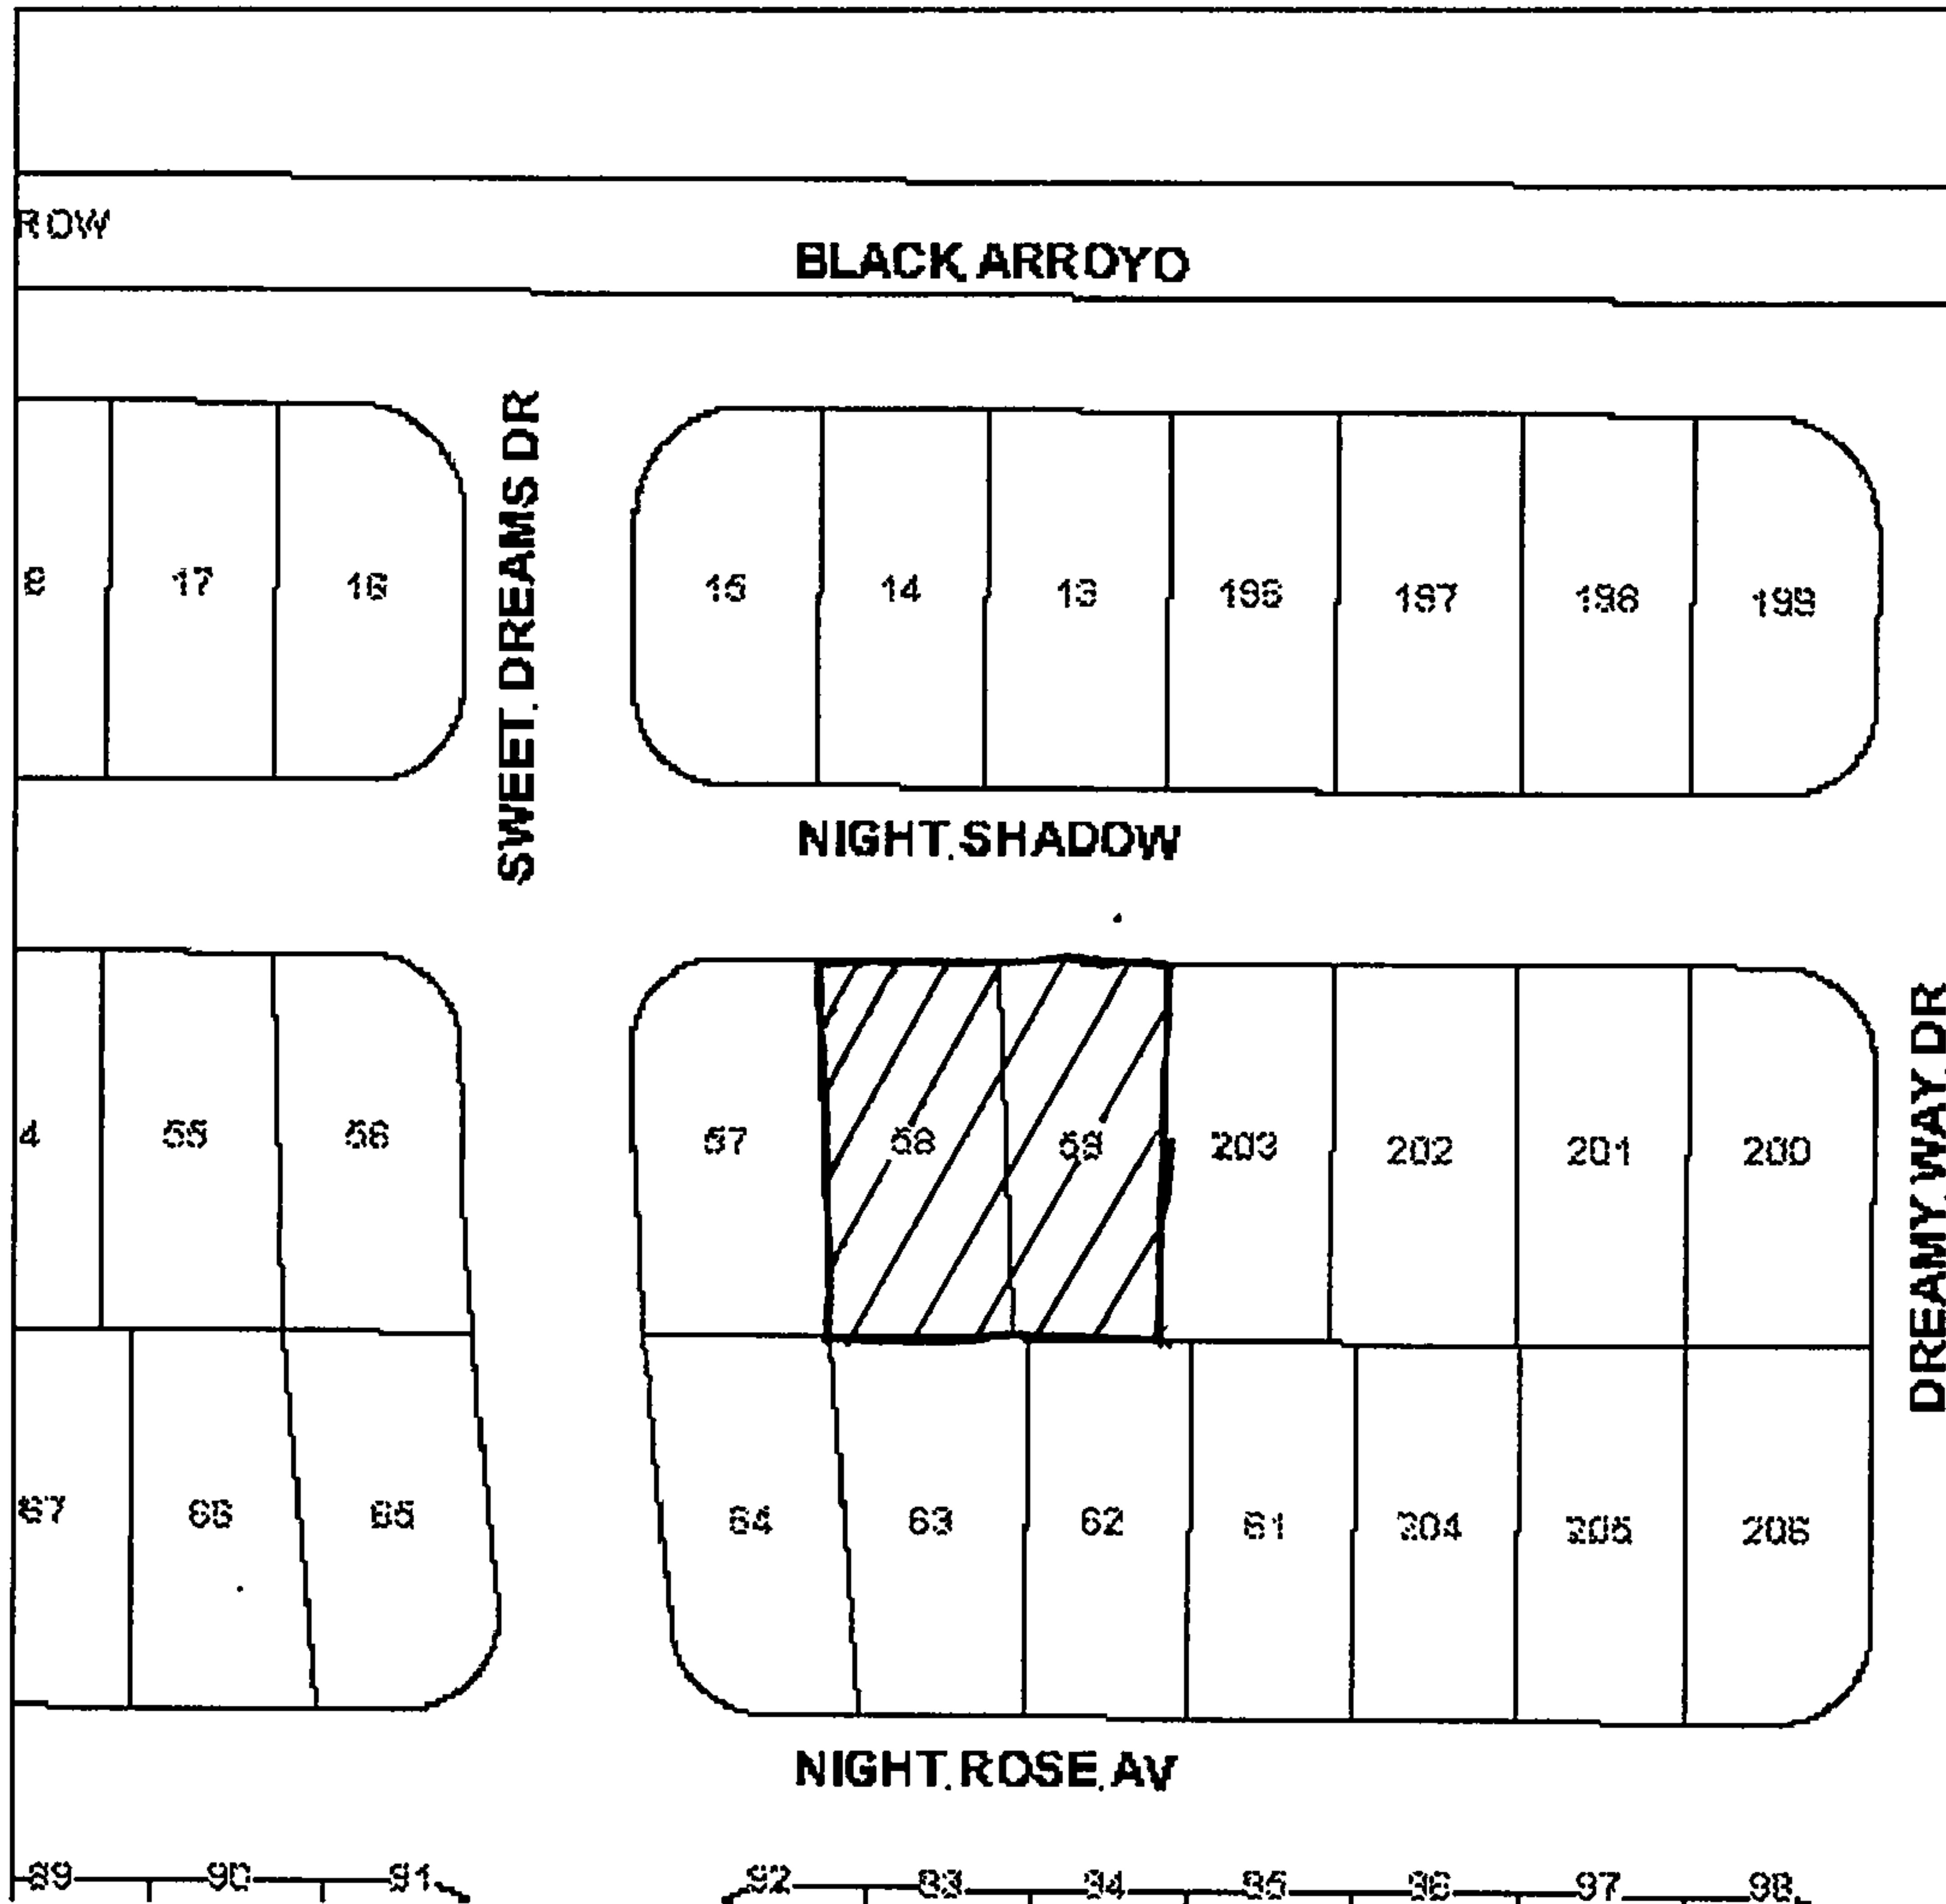 ROW
BLACK ARROYO
SWEET DREAMS DR
17 16 15 14 13 196 197 198 199
NIGHT SHADOW
55 56 57 58 59 203 202 201 200
DREAMY WAY DR
67 66 65 64 63 62 61 204 205 206
NIGHT ROSE AV
89 90 91 92 93 94 95 96 97 98